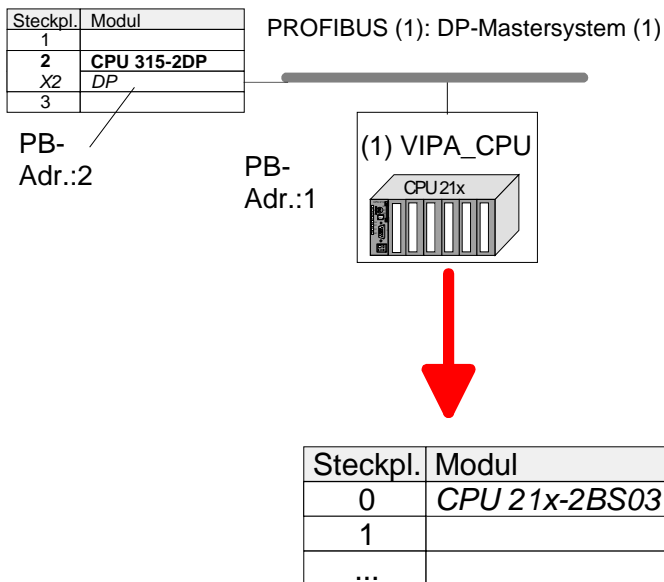 Steckpl. Modul
1
2 CPU 315-2DP
X2 DP
3
PROFIBUS (1): DP-Mastersystem (1)
PB-
Adr.:2
PB-
Adr.:1
(1) VIPA_CPU
CPU 21x
Steckpl. Modul
0 CPU 21x-2BS03
1
...